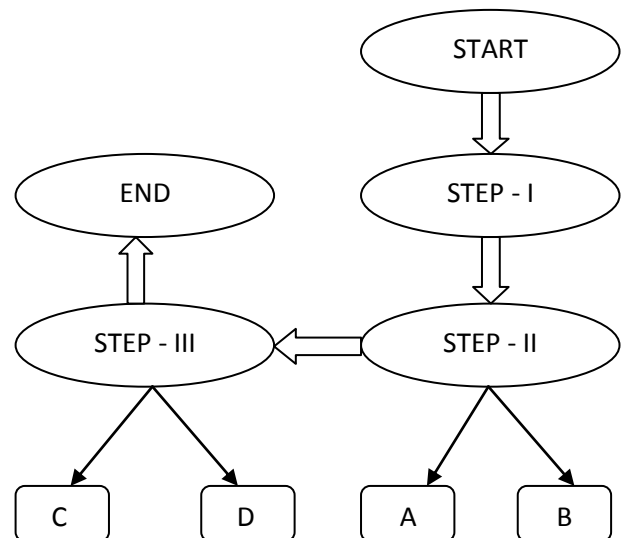 START
END
STEP - I
STEP - III
STEP - II
C
D
A
B